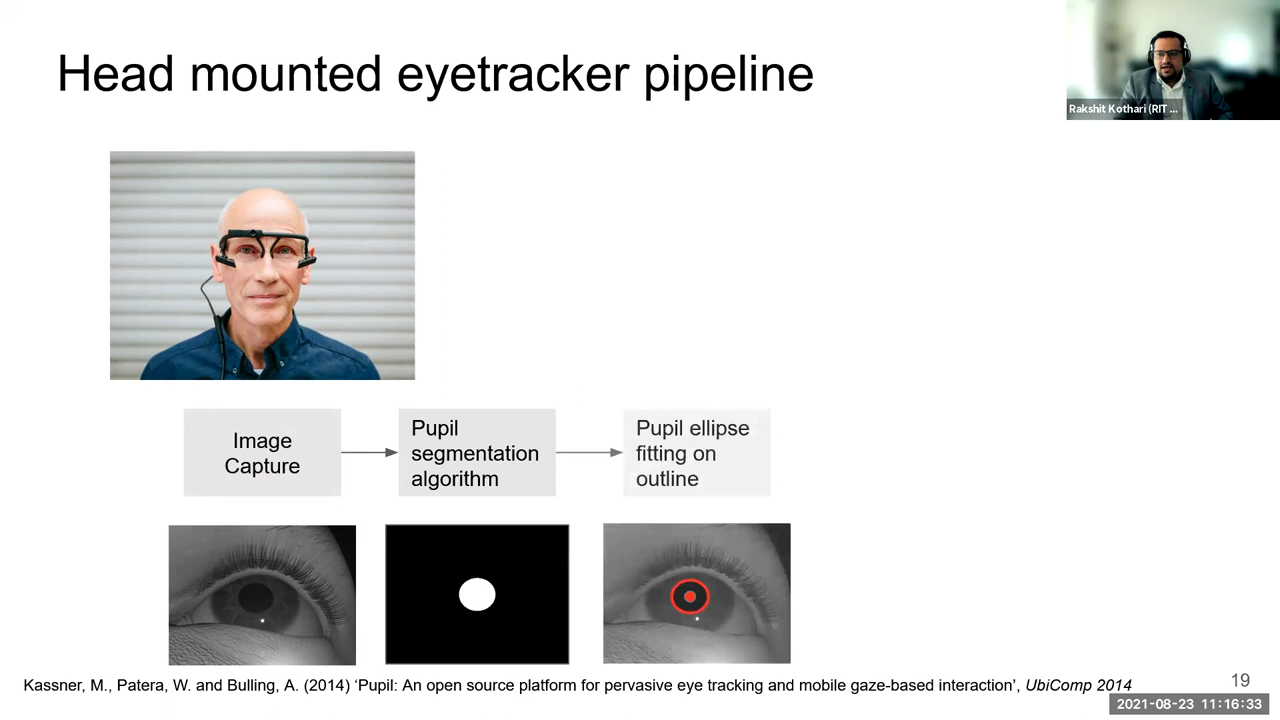 Head mounted eyetracker pipeline
Rakshit Kothari (RIT ...
Image
Capture
Pupil
segmentation
algorithm
Pupil ellipse
fitting on
outline
Kassner, M., Patera, W. and Bulling, A. (2014) ‘Pupil: An open source platform for pervasive eye tracking and mobile gaze-based interaction’, UbiComp 2014
19
2021-08-23 11:16:33